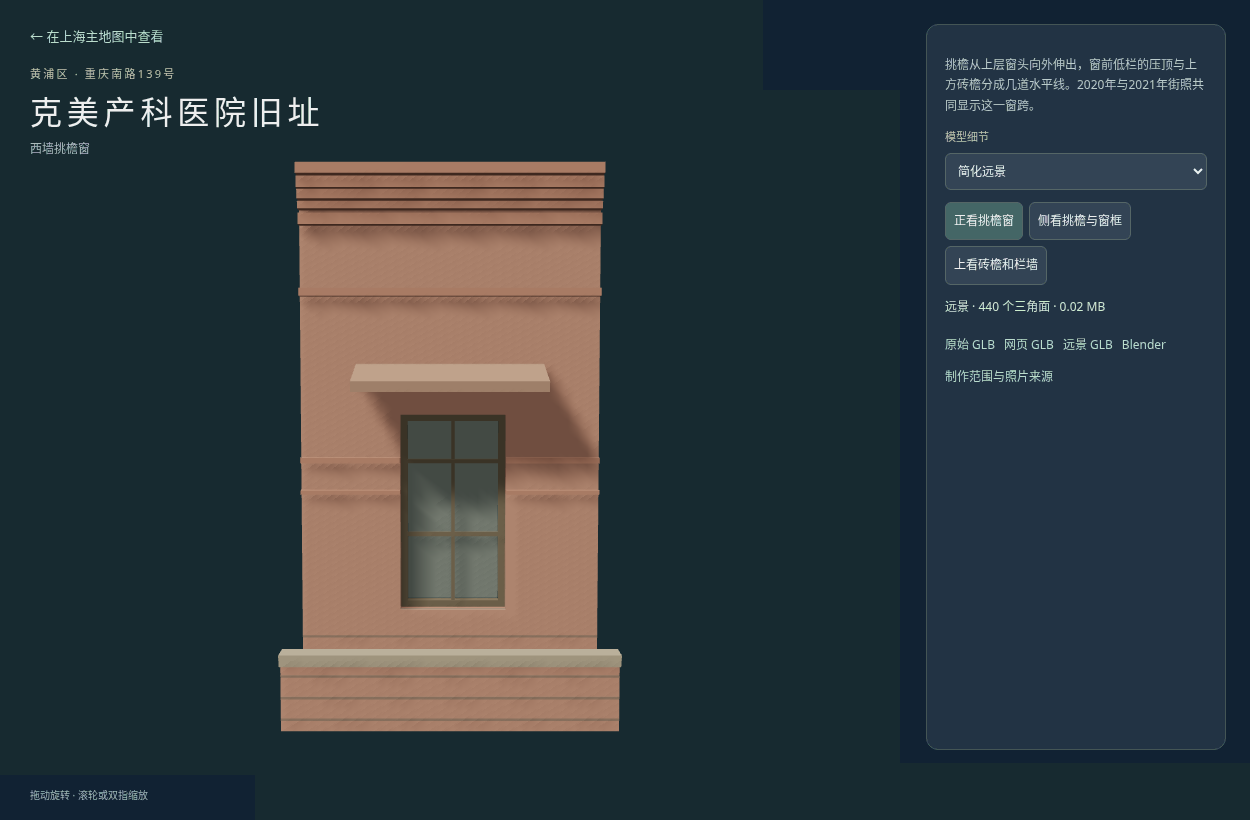 ← 在上海主地图中查看
黄浦区 · 重庆南路139号
克美产科医院旧址
西墙挑檐窗
挑檐从上层窗头向外伸出，窗前低栏的压顶与上
方砖檐分成几道水平线。2020年与2021年街照共
同显示这一窗跨。
模型细节
简化远景
正看挑檐窗 侧看挑檐与窗框
上看砖檐和栏墙
远景 · 440 个三角面 · 0.02 MB
原始 GLB 网页 GLB 远景 GLB Blender
制作范围与照片来源
拖动旋转 · 滚轮或双指缩放